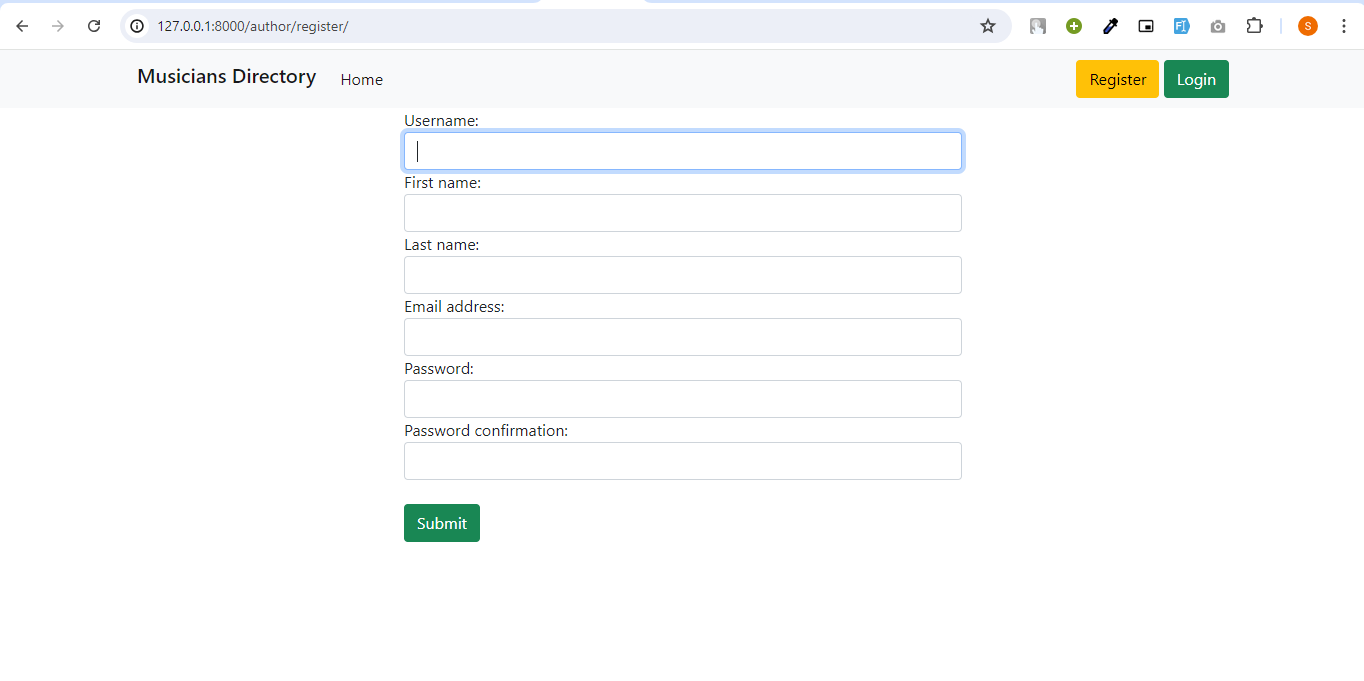 127.0.0.1:8000/author/register/
S
Musicians Directory Home Register Login
Username:
First name:
Last name:
Email address:
Password:
Password confirmation:
Submit